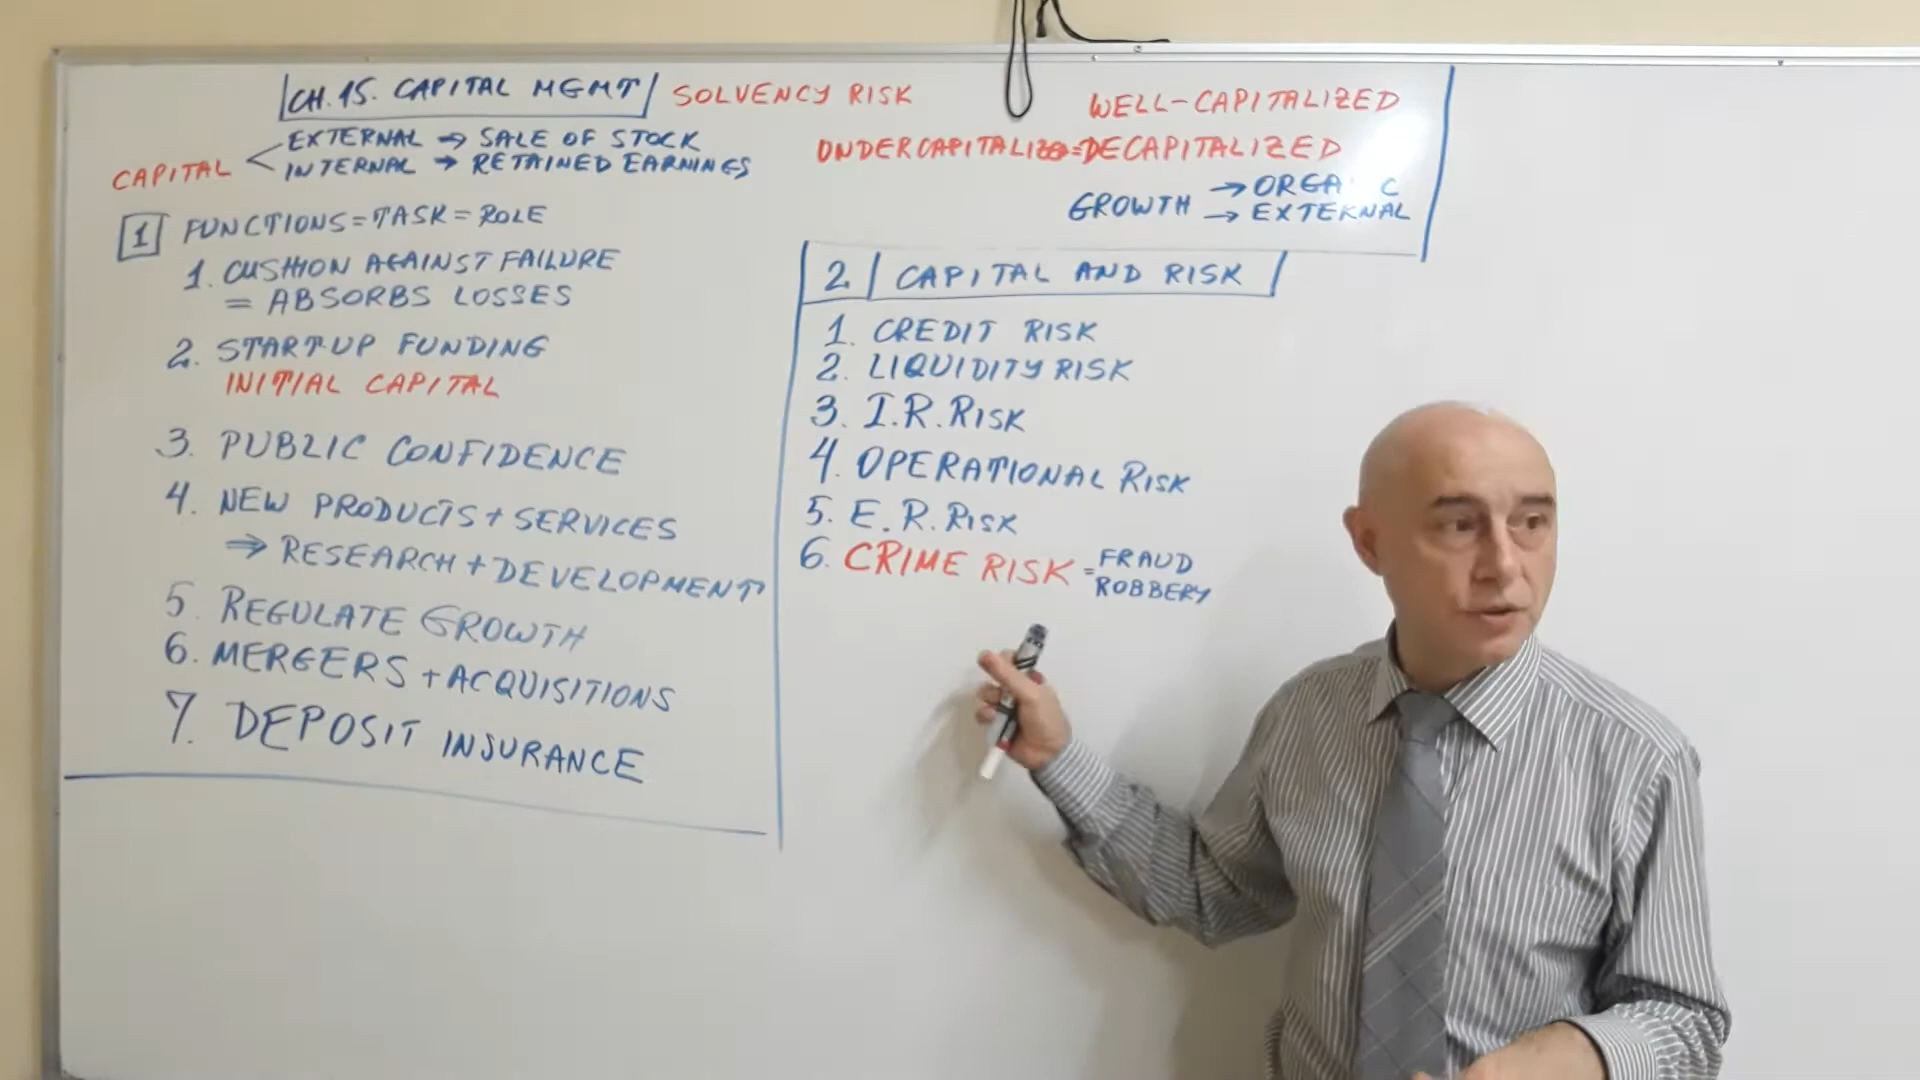 CH.15. CAPITAL MGMT SOLVENCY RISK
CAPITAL
EXTERNAL ⇒ SALE OF STOCK
INTERNAL → RETAINED EARNINGS
1 FUNCTIONS = TASK = ROLE
1. CUSHION AGAINST FAILURE
= ABSORBS LOSSES
2. START-UP FUNDING
INITIAL CAPITAL
3. PUBLIC CONFIDENCE
4. NEW PRODUCTS + SERVICES
⇒ RESEARCH + DEVELOPMENT
5 REGULATE GROWTH
6. MERGERS + ACQUISITIONS
7. DEPOSIT INSURANCE
WELL-CAPITALIZED
= DECAPITALIZED
GROWTH
→
→ EXTERNAL
2. CAPITAL AND RISK
1. CREDIT RISK
2. LIQUIDITY RISK
3. I.R. RISK
4. OPERATIONAL RISK
5. E.R. RISK
6. CRIME RISK = FRAUD
ROBBERY